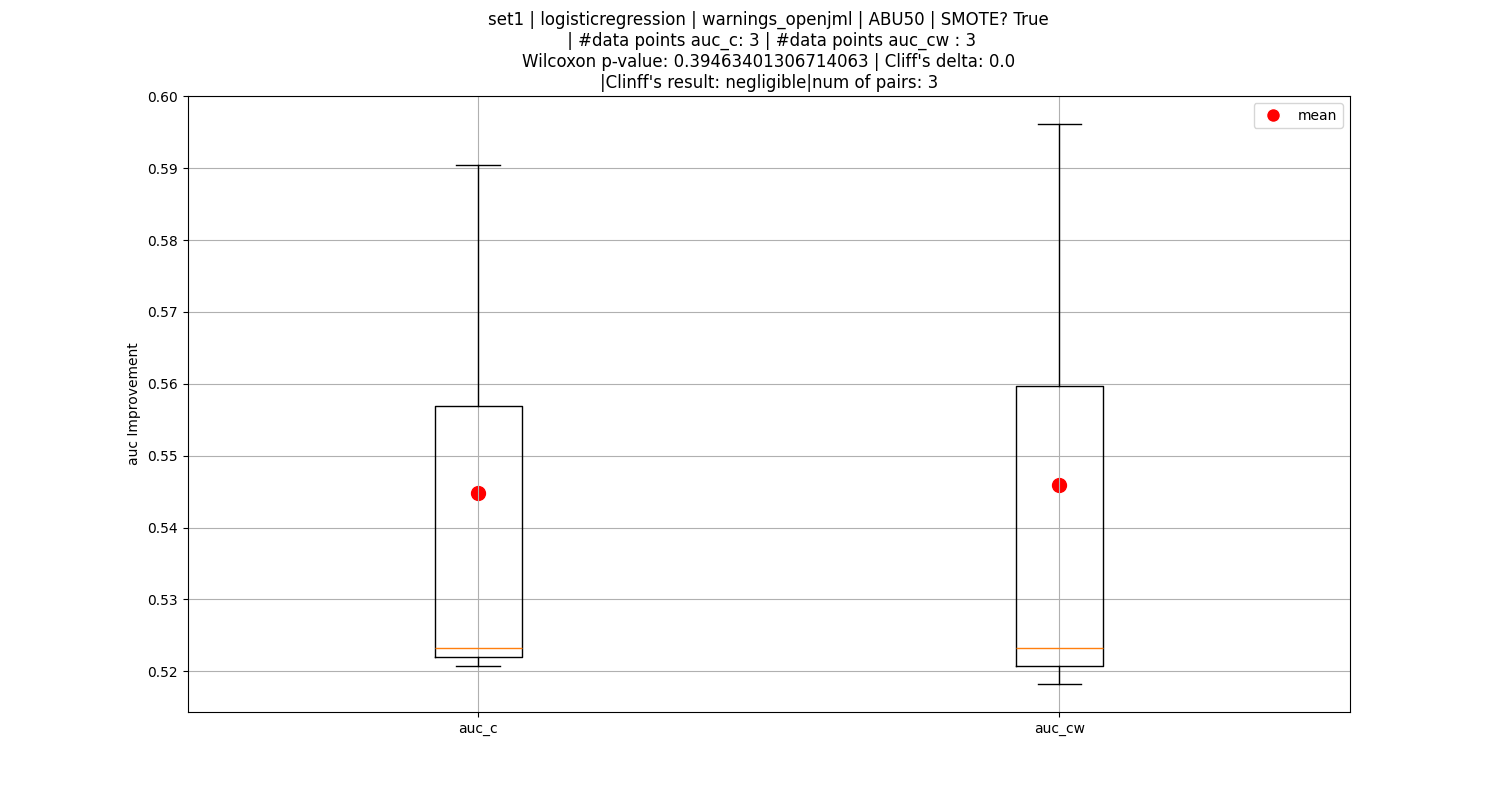 set1 | logisticregression | warnings_openjml | ABU50 | SMOTE? True
| #data points auc_c: 3 | #data points auc_cw : 3
Wilcoxon p-value: 0.39463401306714063 | Cliff's delta: 0.0
|Clinff's result: negligible|num of pairs: 3
mean
auc Improvement
0.60
0.59
0.58
0.57
0.56
0.55
0.54
0.53
0.52
auc_c
auc_cw